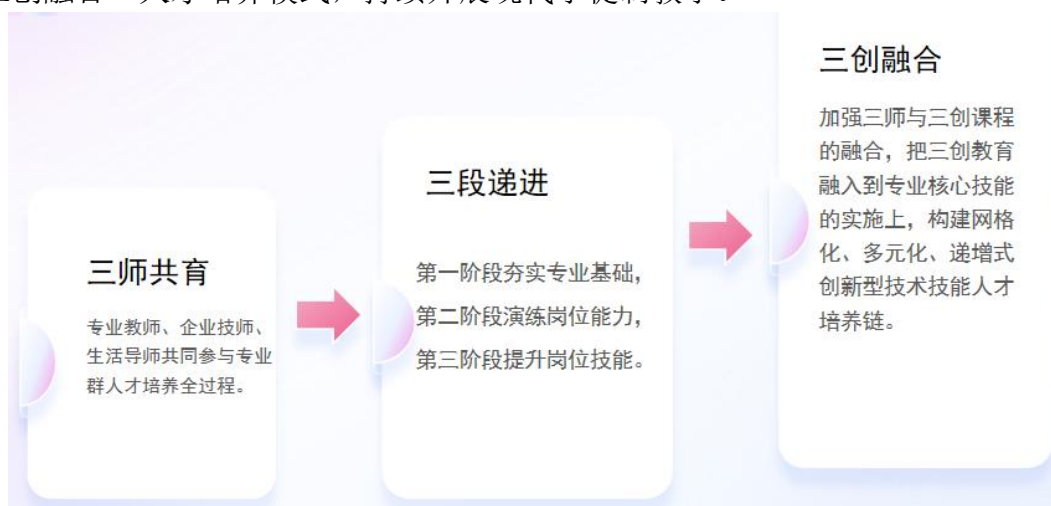 三师共育
专业教师、企业技师、
生活导师共同参与专业
群人才培养全过程。
三段递进
第一阶段夯实专业基础，
第二阶段演练岗位能力，
第三阶段提升岗位技能。
三创融合
加强三师与三创课程
的融合，把三创教育
融入到专业核心技能
的实施上，构建网格
化、多元化、递增式
创新型技术技能人才
培养链。